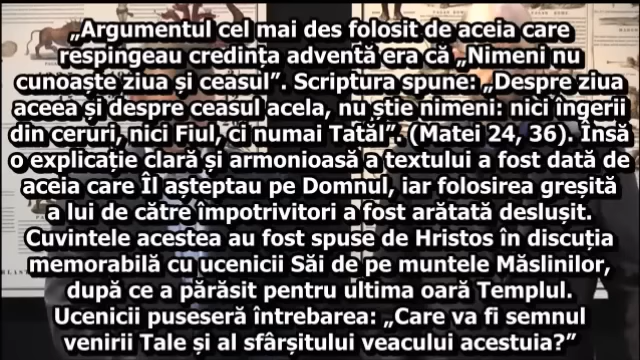 „Argumentul cel mai des folosit de aceia care
respingeau credința adventă era că „Nimeni nu
cunoaște ziua și ceasul”. Scriptura spune: „Despre ziua
aceea și despre ceasul acela, nu știe nimeni: nici îngerii
din ceruri, nici Fiul, ci numai Tatăl”. (Matei 24, 36). Însă
o explicație clară și armonioasă a textului a fost dată de
aceia care Îl așteptau pe Domnul, iar folosirea greșită
a lui de către împotrivitori a fost arătată deslușit.
Cuvintele acestea au fost spuse de Hristos în discuția
memorabilă cu ucenicii Săi de pe muntele Măslinilor,
după ce a părăsit pentru ultima oară Templul.
Ucenicii puseseră întrebarea: „Care va fi semnul
venirii Tale și al sfârșitului veacului acestuia?”